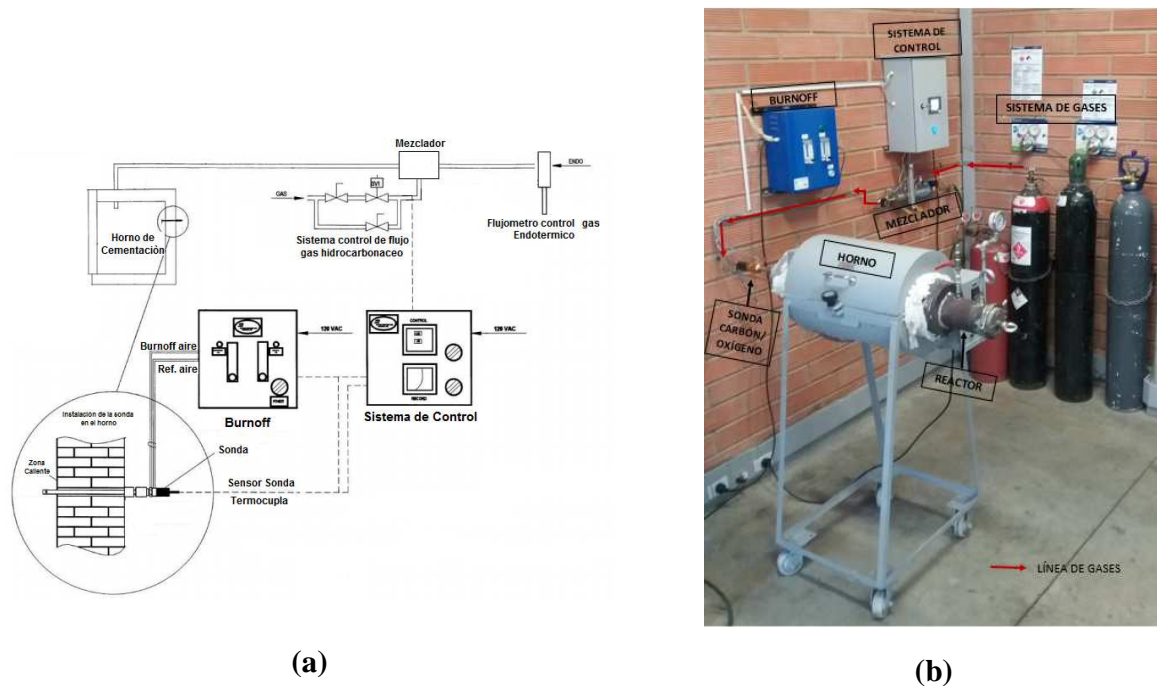 Mezclador
ENDO
GAS
SV1
Flujometro control gas
Endotermico
Sistema control de flujo
gas hidrocarbonaceo
Horno de
Cementaciòn
120 VAC
CONTROL
120 VAC
Burnoff aire
Ref. aire
POWER
RECORD
Burnoff
Sistema de Control
Instalación de la sonda
en el horno
Zona
Caliente
Sonda
Sensor Sonda
Termocupla
(a)
SISTEMA DE
CONTROL
BURNOFF
SISTEMA DE GASES
MEZCLADOR
HORNO
SONDA
CARBÓN/
OXÍGENO
REACTOR
LÍNEA DE GASES
(b)